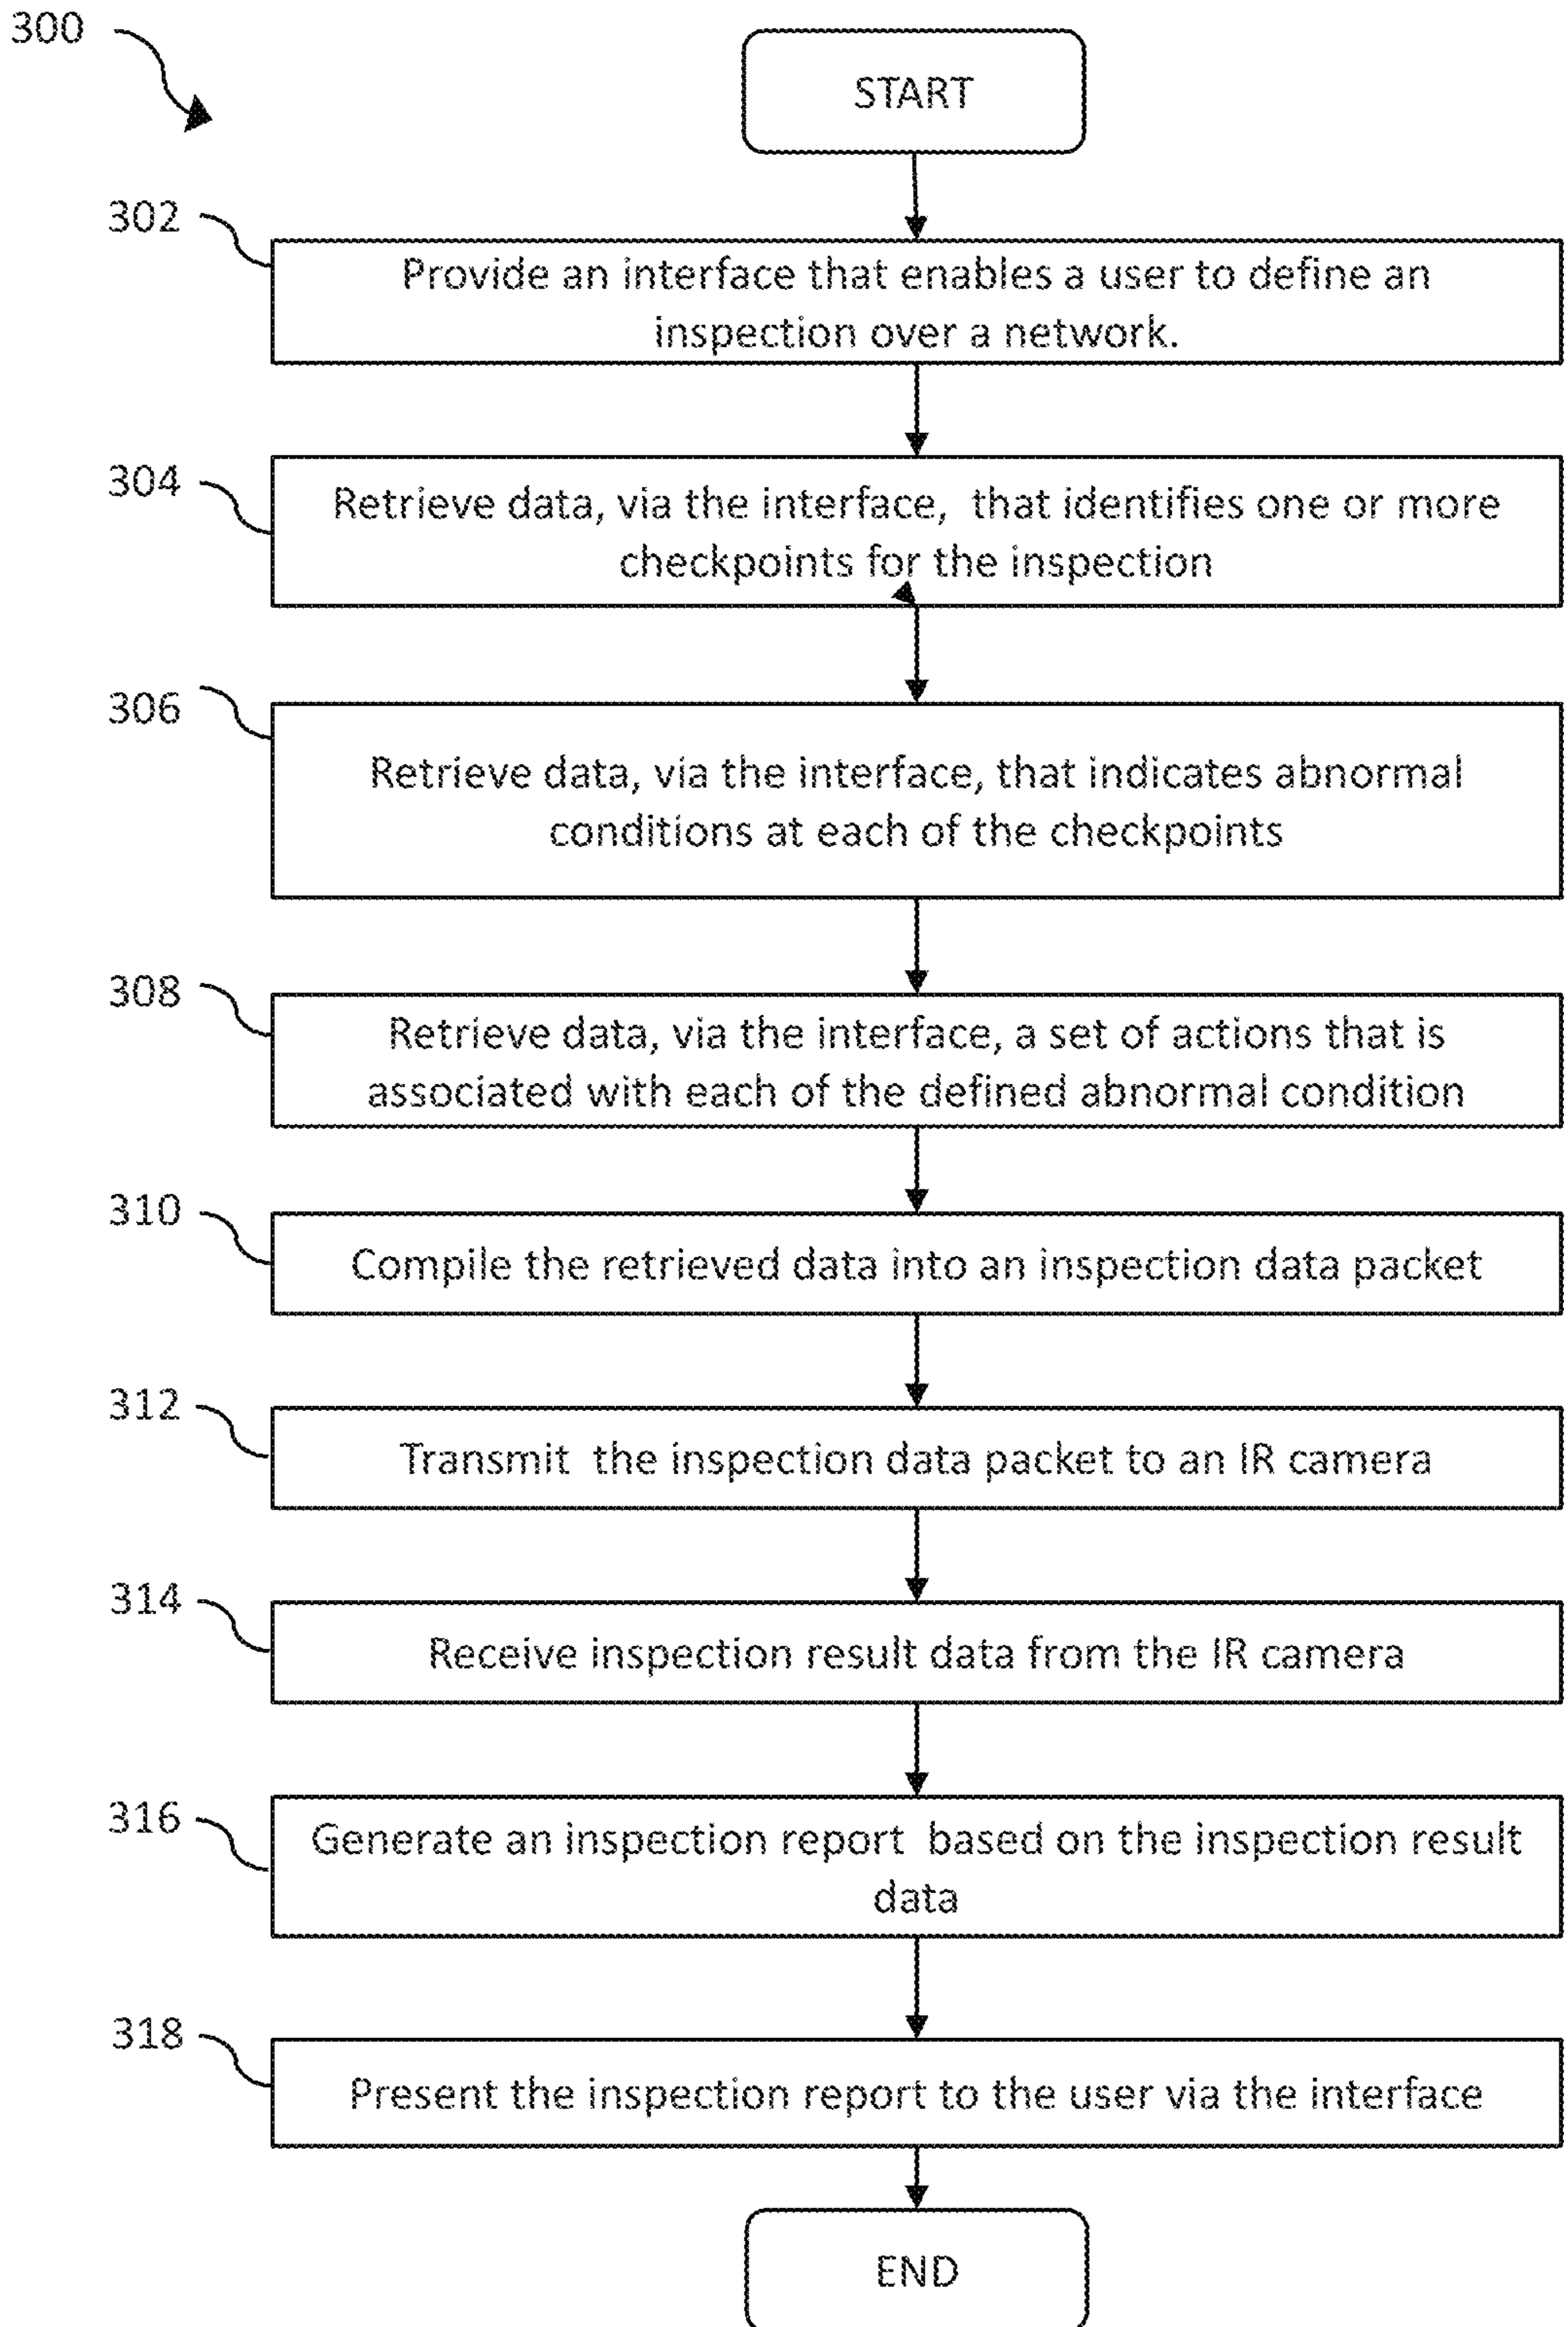 300
START
302
Provide an interface that enables a user to define an
inspection over a network.
304
Retrieve data, via the interface,  that identifies one or more
checkpoints for the inspection
306
Retrieve data, via the interface, that indicates abnormal
conditions at each of the checkpoints
308
Retrieve data, via the interface, a set of actions that is
associated with each of the defined abnormal condition
310
Compile the retrieved data into an inspection data packet
312
Transmit  the inspection data packet to an IR camera
314
Receive inspection result data from the IR camera
316
Generate an inspection report  based on the inspection result
data
318
Present the inspection report to the user via the interface
END